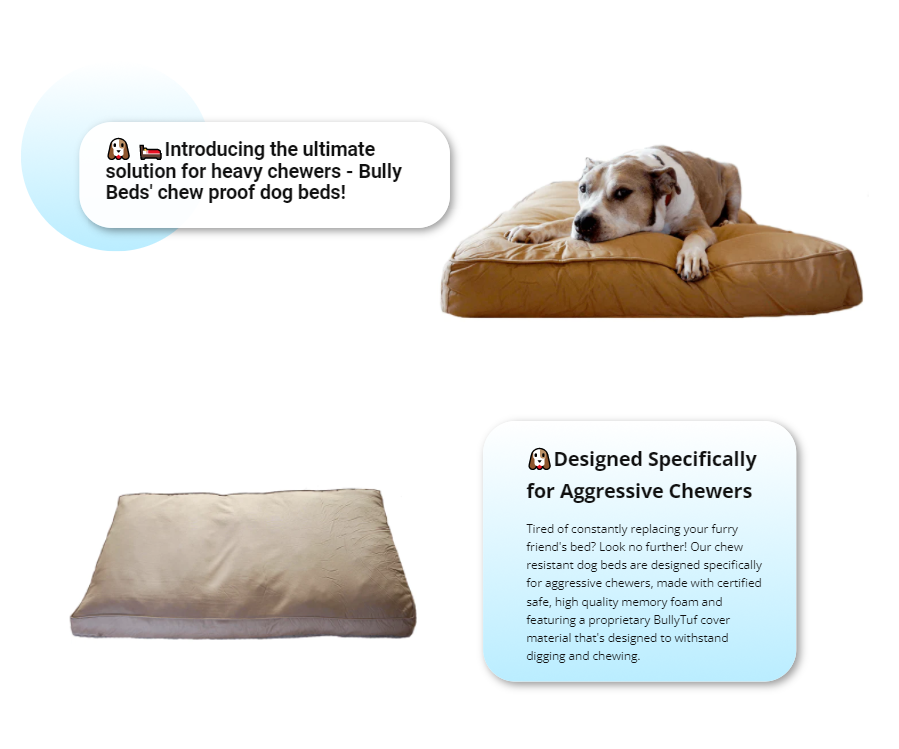 Introducing the ultimate
solution for heavy chewers - Bully
Beds' chew proof dog beds!
Designed Specifically
for Aggressive Chewers
Tired of constantly replacing your furry
friend's bed? Look no further! Our chew
resistant dog beds are designed specifically
for aggressive chewers, made with certified
safe, high quality memory foam and
featuring a proprietary BullyTuf cover
material that's designed to withstand
digging and chewing.